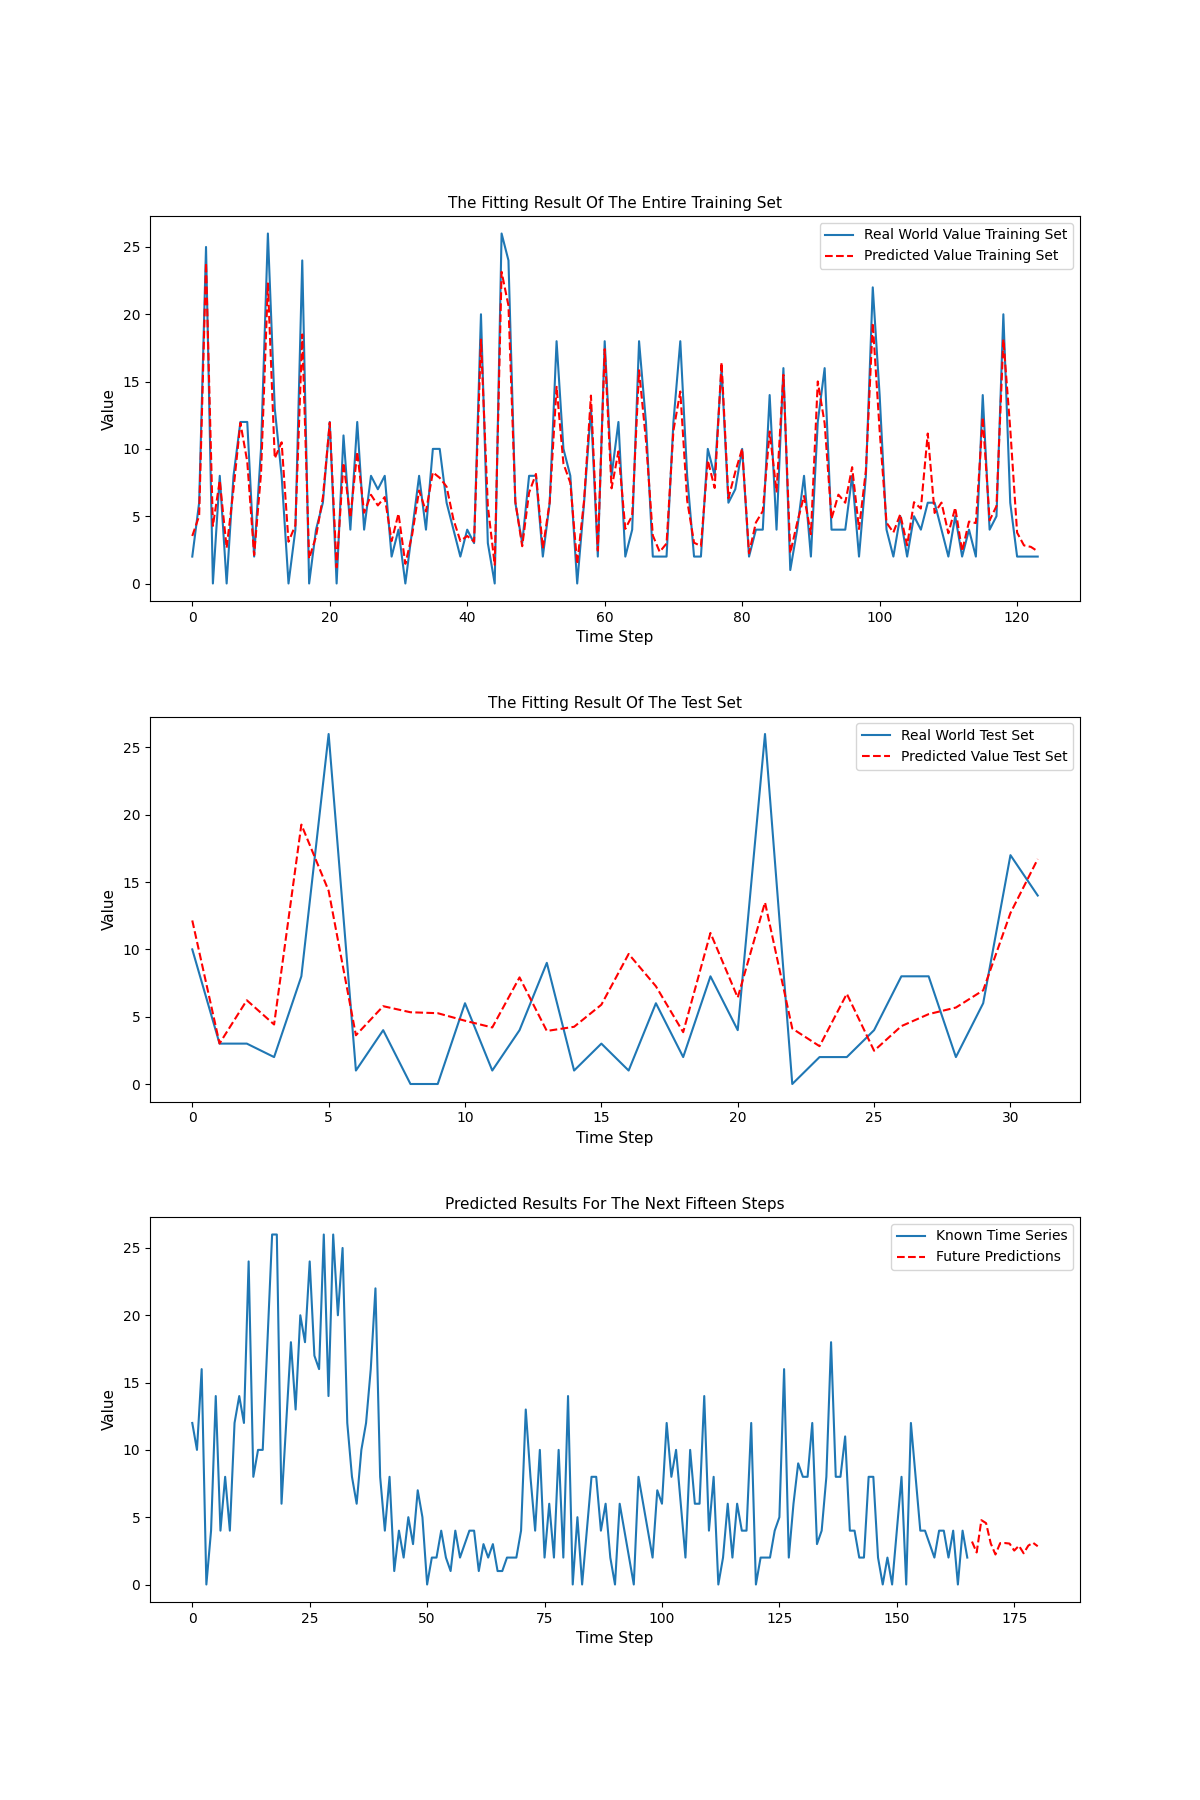 The Fitting Result Of The Entire Training Set
Real World Value Training Set
Predicted Value Training Set
25
20
15
10
5
0
Value
0 20 40 60 80 100 120
Time Step
The Fitting Result Of The Test Set
Real World Test Set
Predicted Value Test Set
25
20
15
10
5
0
Value
0 5 10 15 20 25 30
Time Step
Predicted Results For The Next Fifteen Steps
Known Time Series
Future Predictions
25
20
15
10
5
0
Value
0 25 50 75 100 125 150 175
Time Step